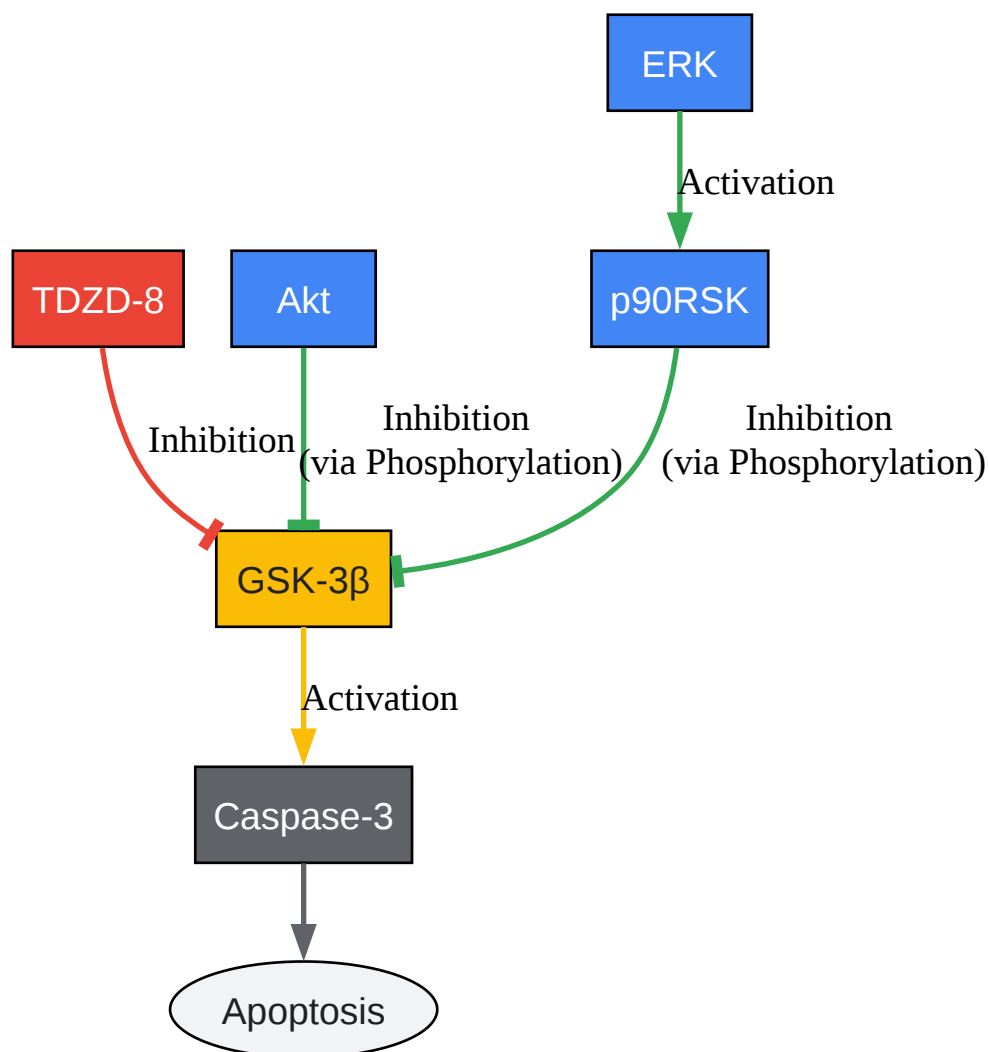 ERK
Activation
TDZD-8
Akt
p90RSK
Inhibition
Inhibition
(via Phosphorylation)
Inhibition
(via Phosphorylation)
GSK-3β
Activation
Caspase-3
Apoptosis